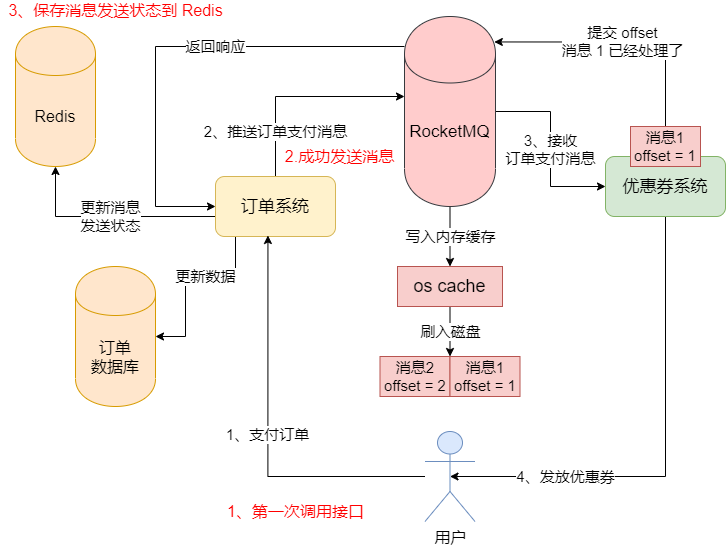 3、保存消息发送状态到 Redis
返回响应
提交 offset
消息 1 已经处理了
Redis
2、推送订单支付消息
RocketMQ
2.成功发送消息
3、接收
订单支付消息
消息1
offset = 1
优惠券系统
更新消息
发送状态
订单系统
写入内存缓存
更新数据
os cache
刷入磁盘
订单
数据库
消息2
offset = 2
消息1
offset = 1
1、支付订单
4、发放优惠券
1、第一次调用接口
用户